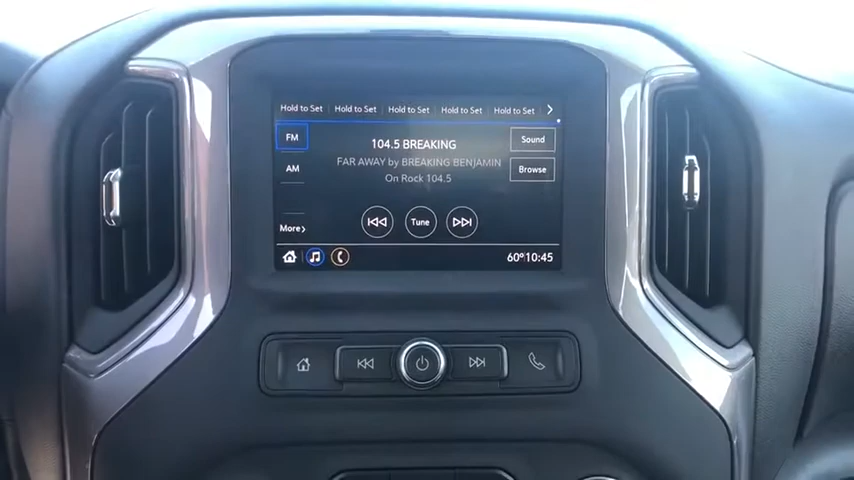 Hold to Set Hold to Set Hold to Set Hold to Set Hold to Set
FM
104.5 BREAKING
Sound
FAR AWAY by BREAKING BENJAMIN
AM
Browse
On Rock 104.5
More
Tune
60° 10:45